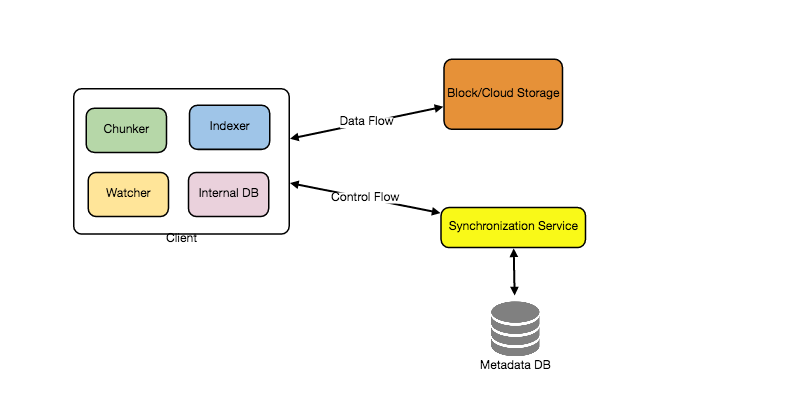 Block/Cloud Storage
Chunker
Indexer
Data Flow
Watcher
Internal DB
Control Flow
Client
Synchronization Service
Metadata DB